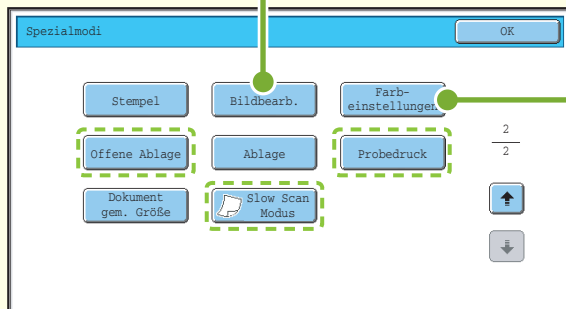 Spezialmodi
OK
Stempel
Bildbearb.
Farb-
einstellungen
Offene Ablage
Ablage
Probedruck
2
2
Dokument
gem. Größe
Slow Scan
Modus